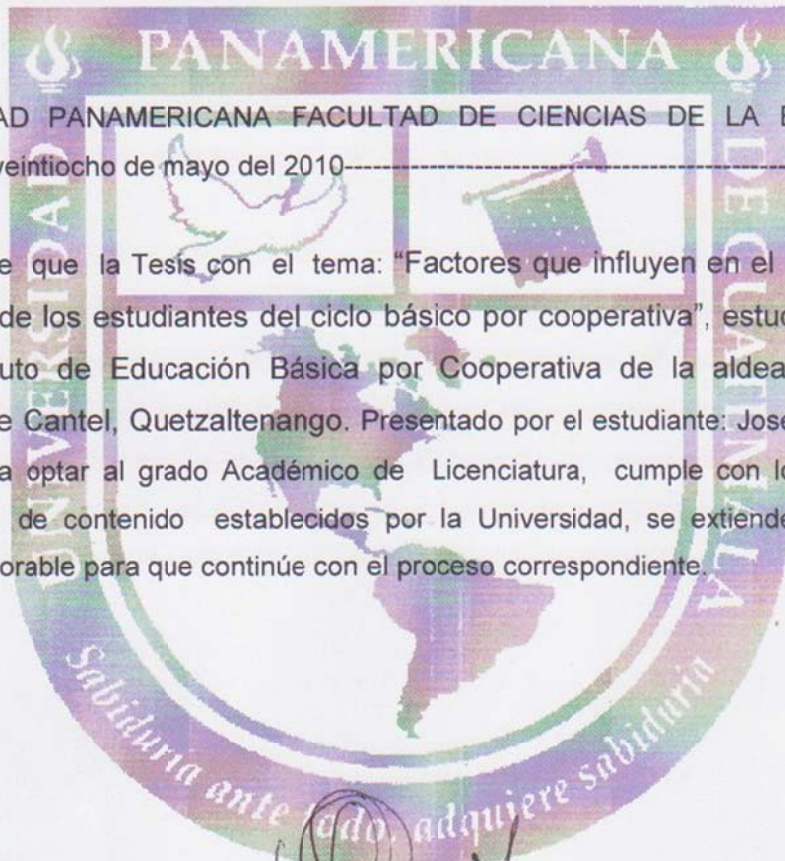 PANAMERICANA
UNIVERSIDAD
DE GUATEMALA
AD PANAMERICANA FACULTAD DE CIENCIAS DE LA E
veintiocho de mayo del 2010-----------------------------------------------
e que la Tesis con el tema: “Factores que influyen en el
de los estudiantes del ciclo básico por cooperativa”, estud
uto de Educación Básica por Cooperativa de la aldea
e Cantel, Quetzaltenango. Presentado por el estudiante: Jose
a optar al grado Académico de Licenciatura, cumple con lo
de contenido establecidos por la Universidad, se extiende
orable para que continúe con el proceso correspondiente.
Sabiduría ante todo, adquiere sabiduría